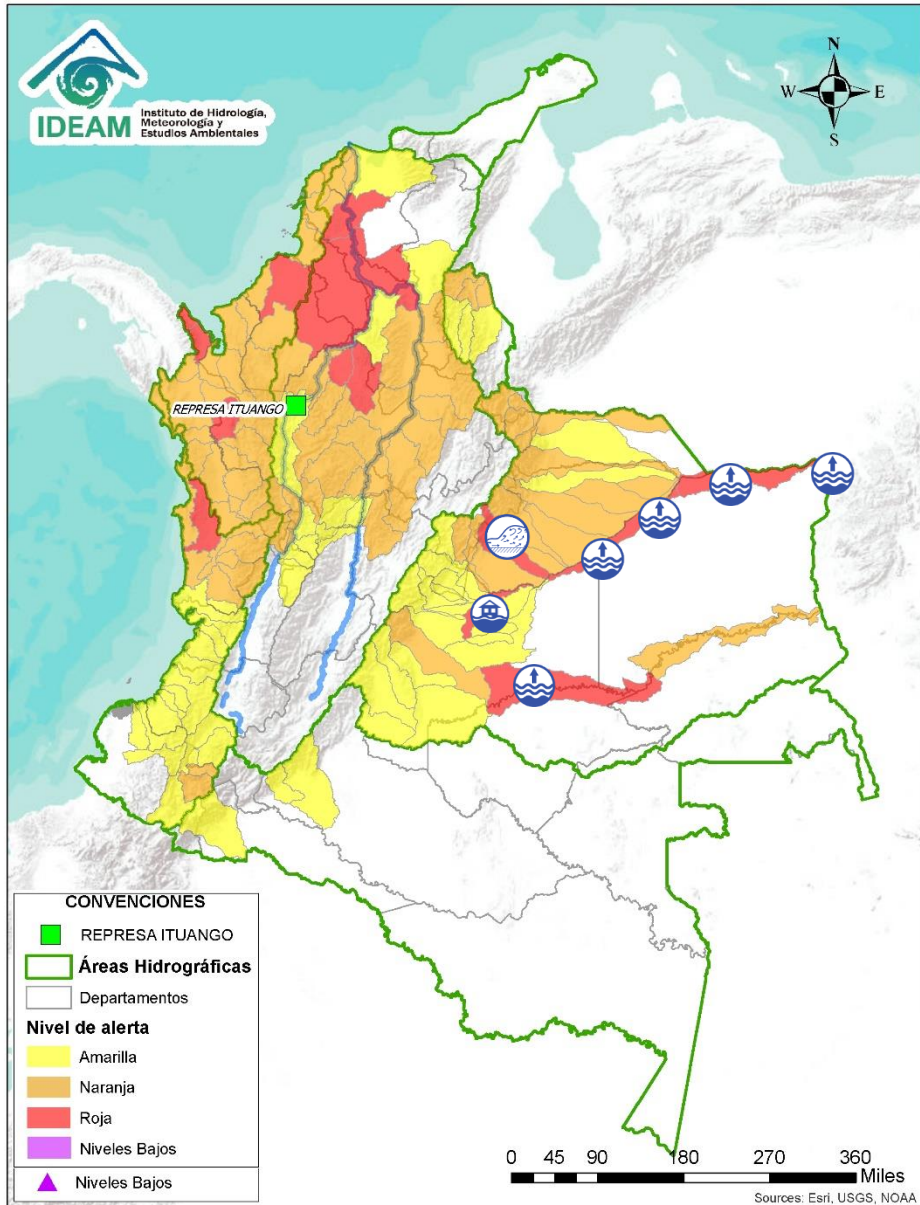 IDEAM
Instituto de Hidrología,
Meteorología y
Estudios Ambientales
N
W
E
S
REPRESA ITUANGO
CONVENCIONES
REPRESA ITUANGO
Áreas Hidrográficas
Departamentos
Nivel de alerta
Amarilla
Naranja
Roja
Niveles Bajos
Niveles Bajos
0 45 90 180 270 360
Miles
Sources: Esri, USGS, NOAA